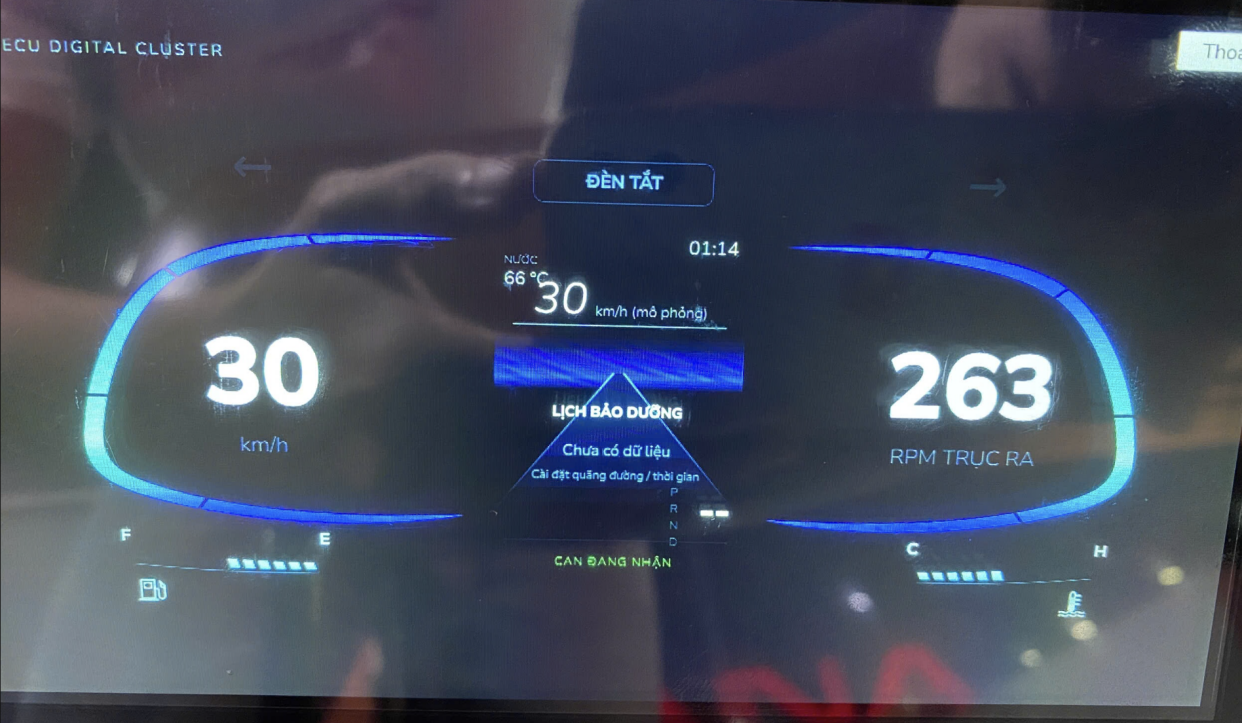 ECU DIGITAL CLUSTER
ĐÈN TẮT
01:14
NƯỚC
66 °C
30 km/h (mô phỏng)
30
km/h
263
RPM TRỤC RA
LỊCH BẢO DƯỠNG
Chưa có dữ liệu
Cài đặt quãng đường / thời gian
P
R
N
D
--
F
E
C
H
CAN ĐANG NHẬN